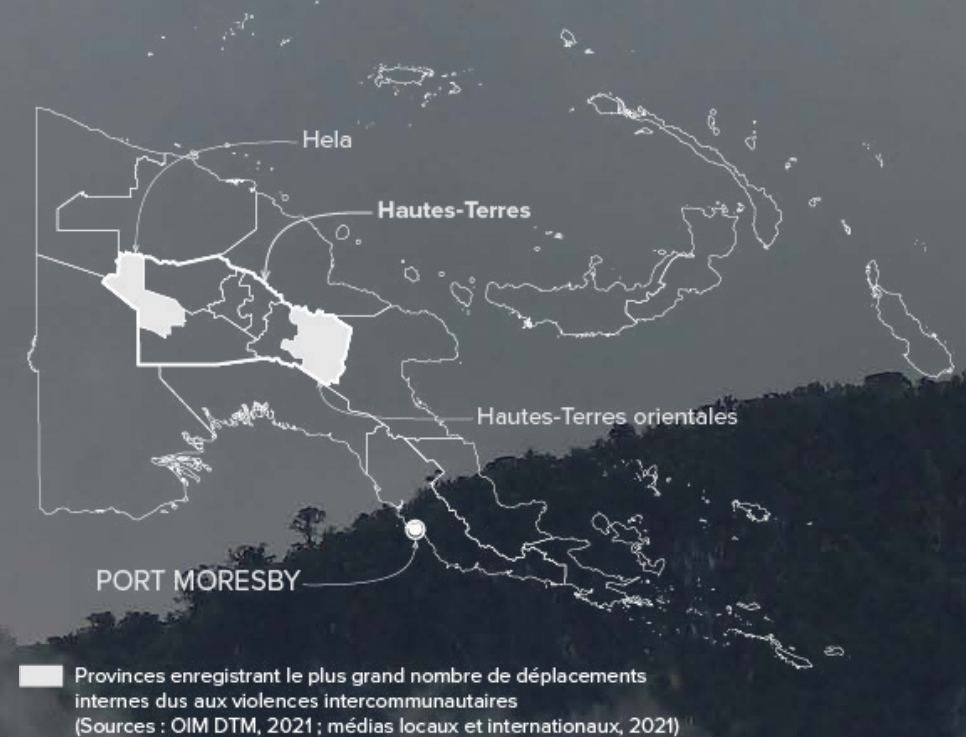 Hela
Hautes-Terres
Hautes-Terres orientales
PORT MORESBY
Provinces enregistrant le plus grand nombre de déplacements
internes dus aux violences intercommunautaires
(Sources : OIM DTM, 2021 ; médias locaux et internationaux, 2021)